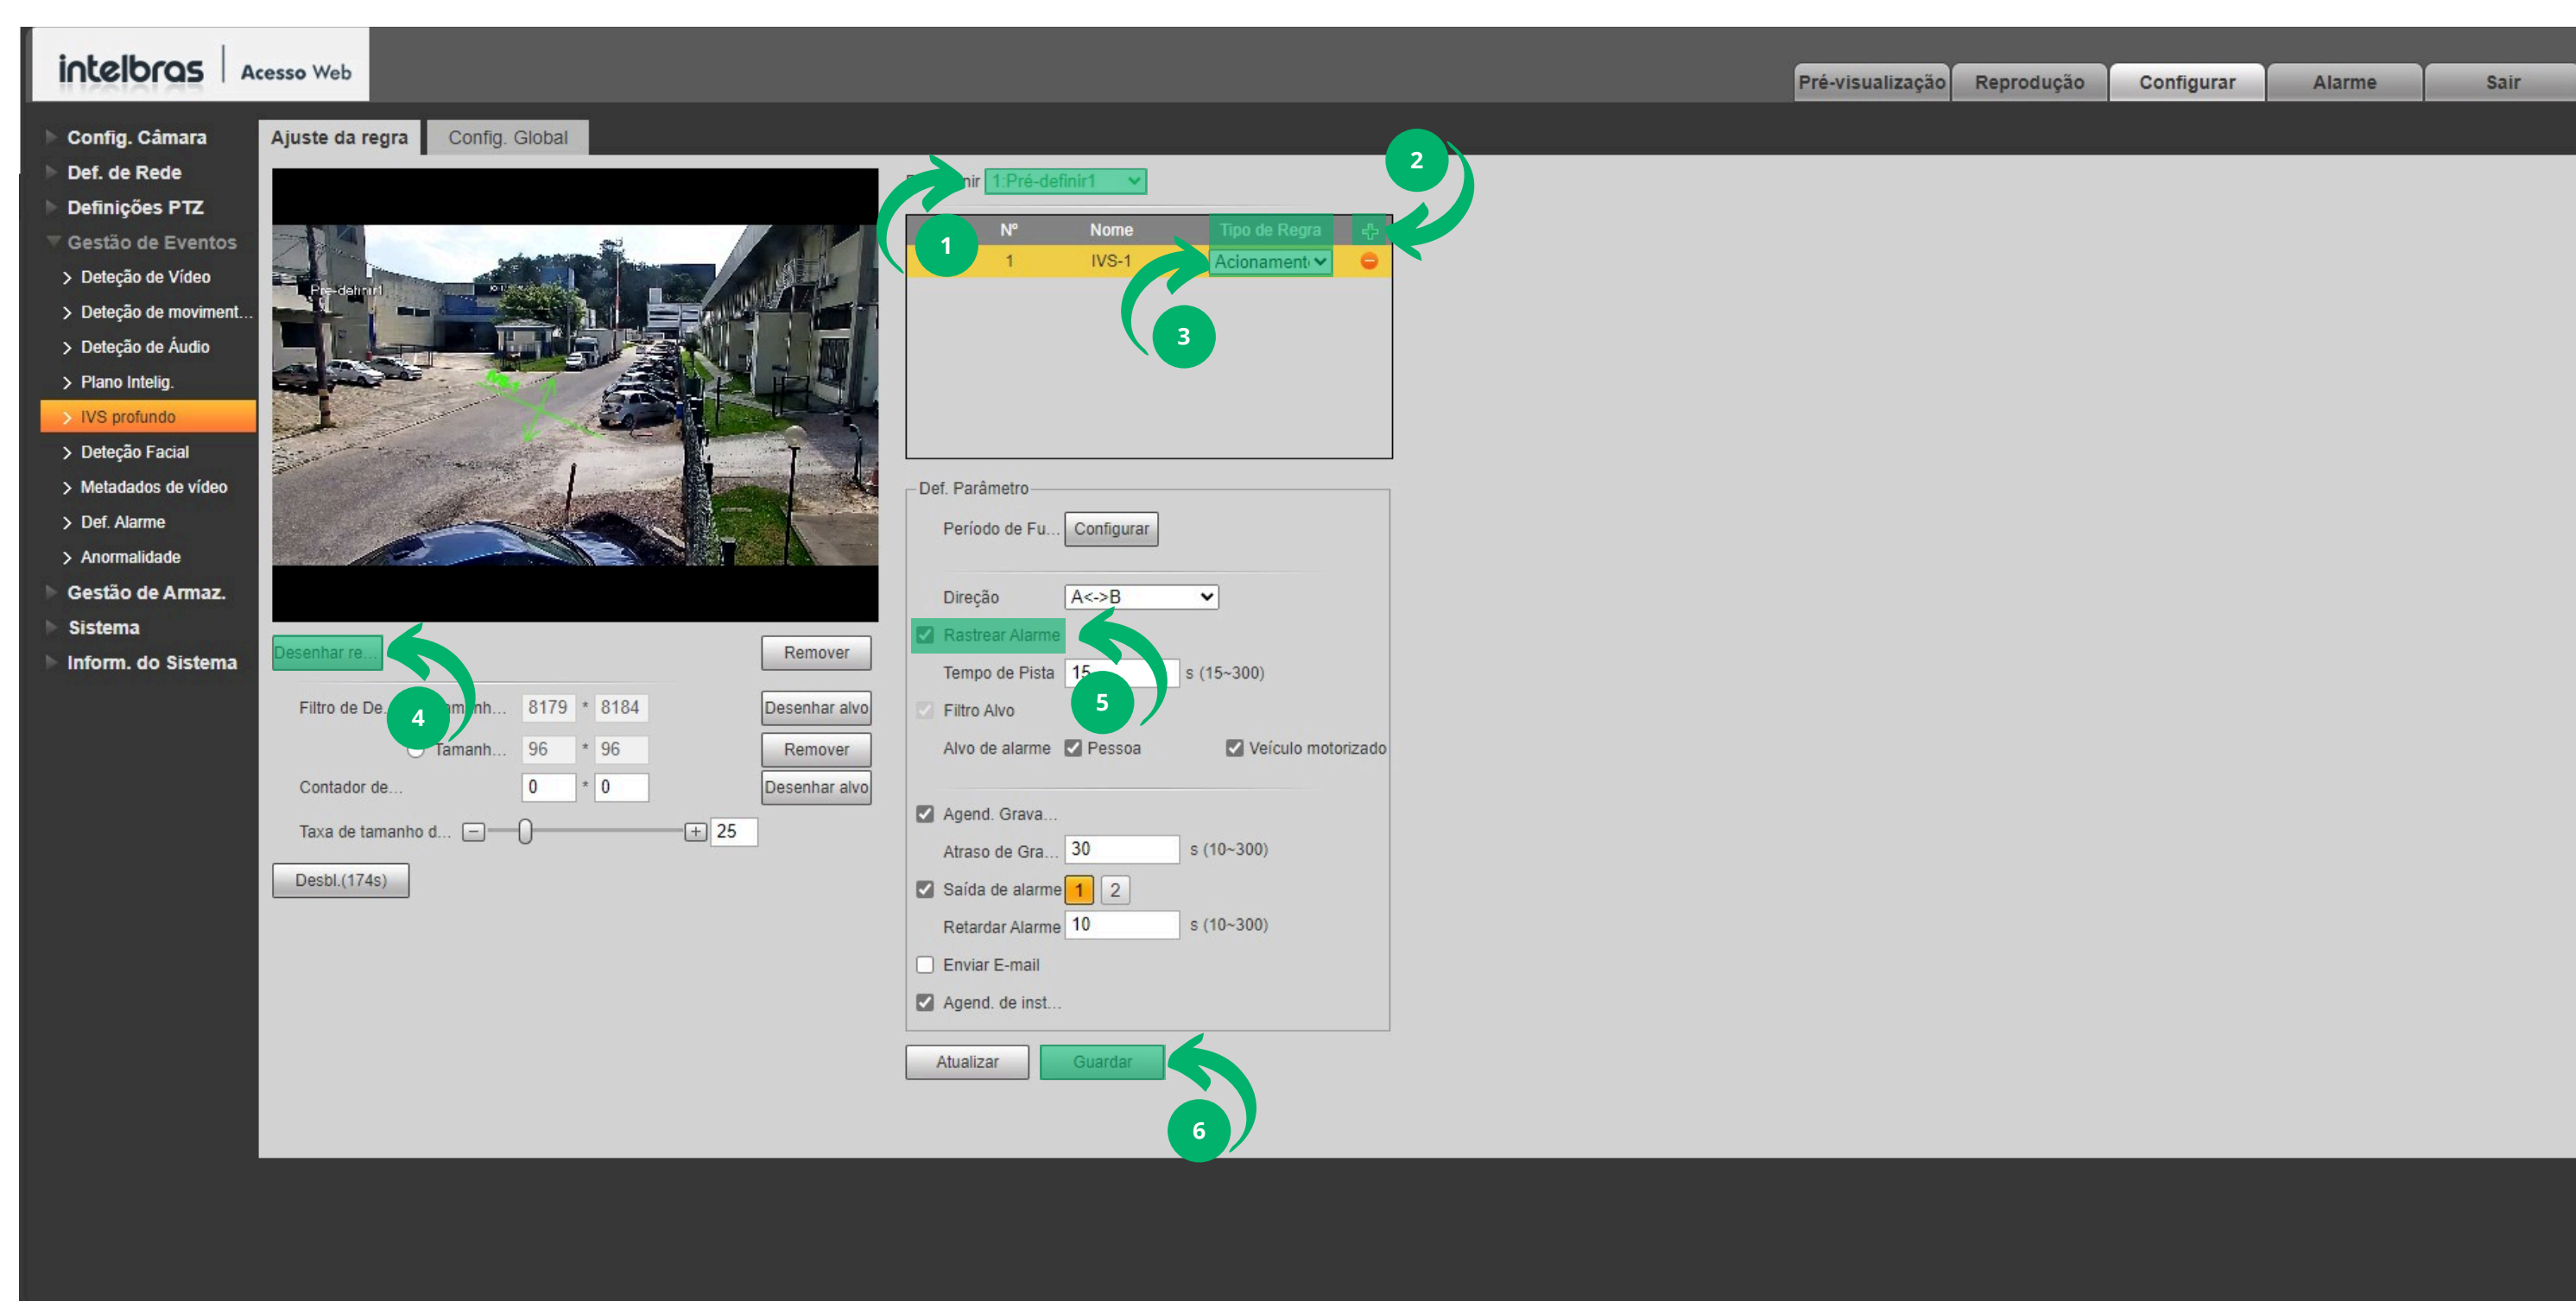 intelbras | Acesso Web
Pré-visualização
Reprodução
Configurar
Alarme
Sair
Config. Câmara
Def. de Rede
Definições PTZ
Gestão de Eventos
> Deteção de Vídeo
> Deteção de moviment...
> Deteção de Áudio
> Plano Intelig.
> IVS profundo
> Deteção Facial
> Metadados de vídeo
> Def. Alarme
> Anormalidade
Gestão de Armaz.
Sistema
Inform. do Sistema
Ajuste da regra
Config. Global
Pré-definir1
Desenhar re...
Remover
4
Filtro de De...
8179 * 8184
Desenhar alvo
Tamanh...
96 * 96
Remover
Contador de...
0 * 0
Desenhar alvo
Taxa de tamanho d...
25
Desbl.(174s)
1:Pré-definir1
1
2
Nº Nome Tipo de Regra
1 IVS-1 Acionament
3
Def. Parâmetro
Período de Fu... Configurar
Direção A<->B
Rastrear Alarme
Tempo de Pista 15 s (15~300)
5
Filtro Alvo
Alvo de alarme Pessoa Veículo motorizado
Agend. Grava...
Atraso de Gra... 30 s (10~300)
Saída de alarme 1 2
Retardar Alarme 10 s (10~300)
Enviar E-mail
Agend. de inst...
Atualizar Guardar
6